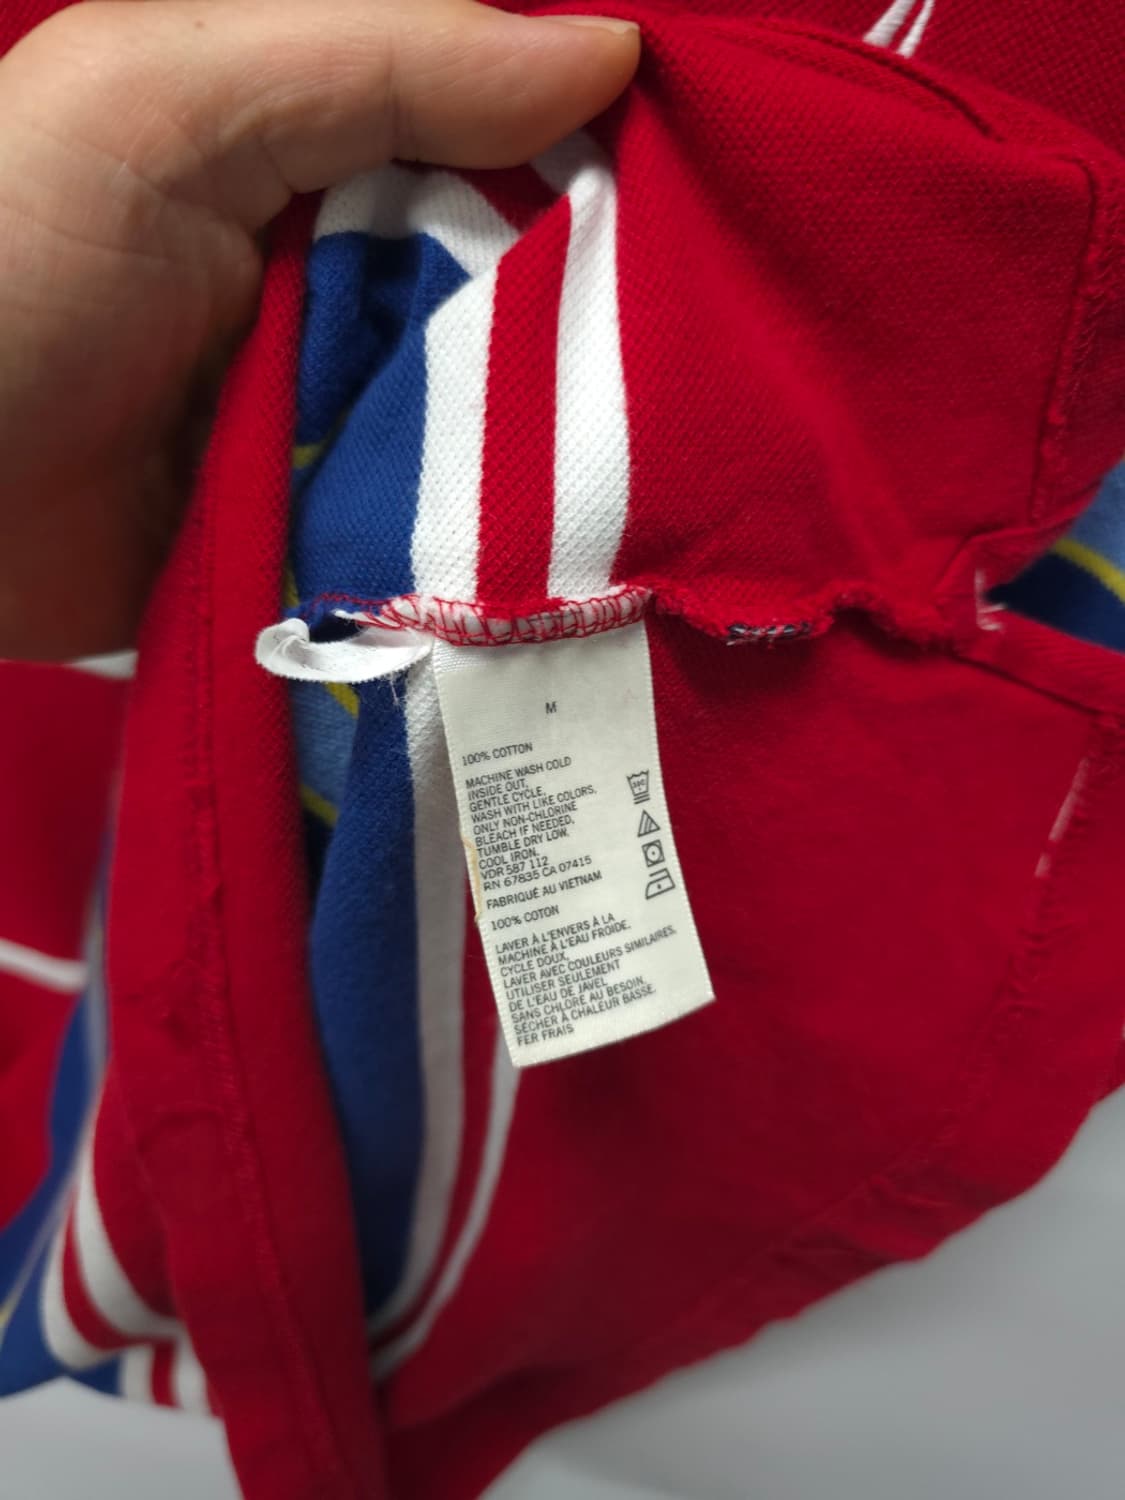 M
100% COTTON
MACHINE WASH COLD
INSIDE OUT,
GENTLE CYCLE,
WASH WITH LIKE COLORS,
ONLY NON-CHLORINE
BLEACH IF NEEDED,
TUMBLE DRY LOW,
COOL IRON.
VDR 587 112
RN 67835 CA 07415
FABRIQUÉ AU VIETNAM
100% COTON
LAVER À L'ENVERS À LA
MACHINE À L'EAU FROIDE,
CYCLE DOUX,
LAVER AVEC COULEURS SIMILAIRES,
UTILISER SEULEMENT
DE L'EAU DE JAVEL
SANS CHLORE AU BESOIN,
SÉCHER À CHALEUR BASSE.
FER FRAIS